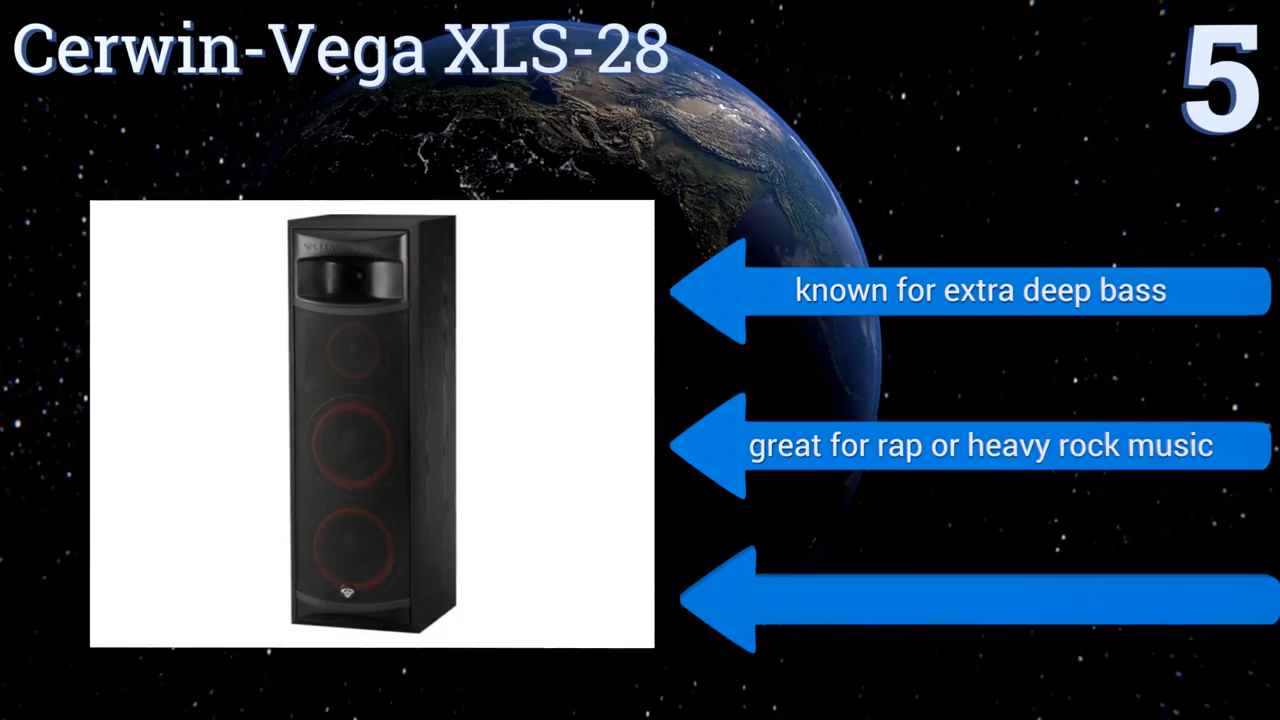 Cerwin-Vega XLS-28
5
known for extra deep bass
great for rap or heavy rock music